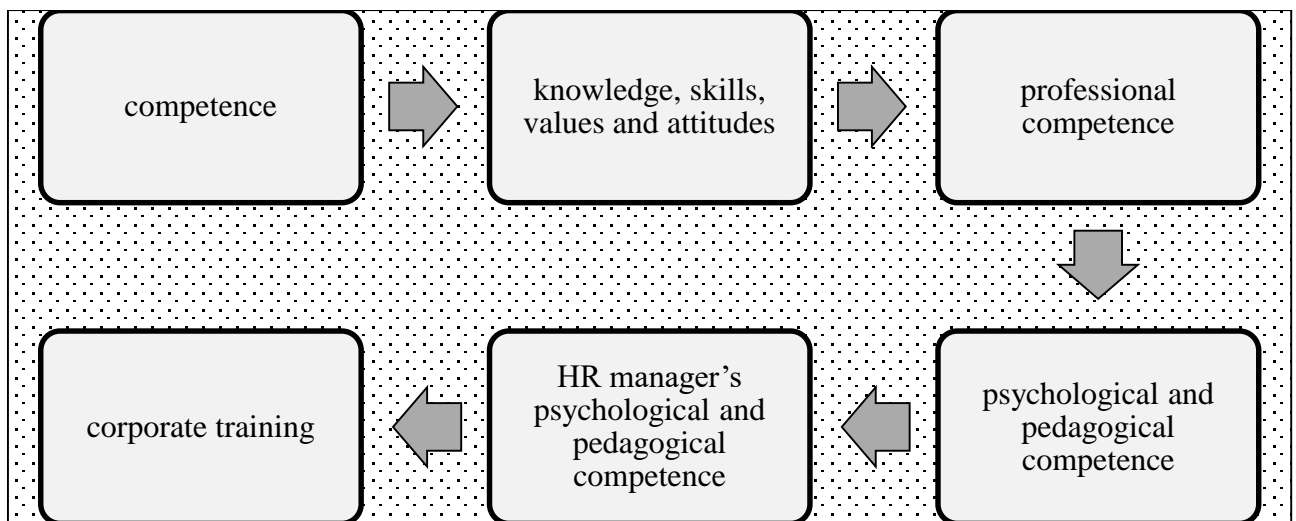 competence
knowledge, skills,
values and attitudes
professional
competence
psychological and
pedagogical
competence
HR manager’s
psychological and
pedagogical
competence
corporate training